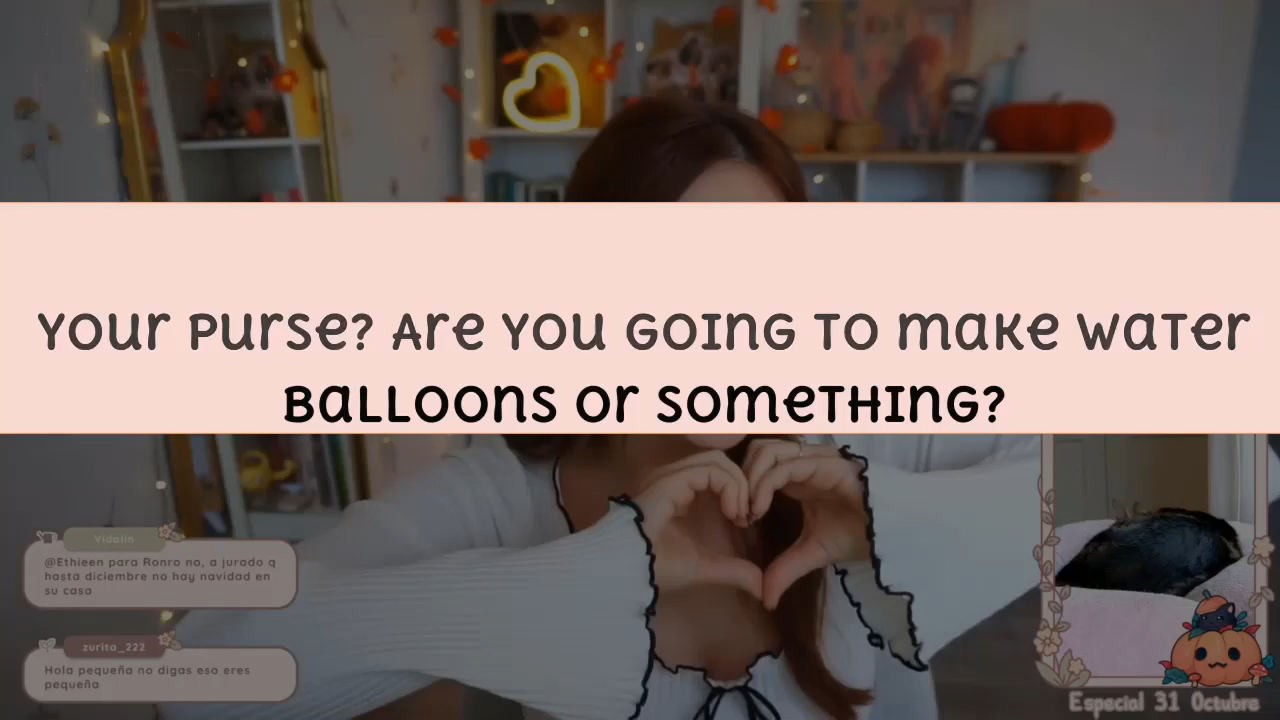 Your purse? Are you going to make water
balloons or something?
Vidalin
@Ethieen para Ronro no, a jurado q
hasta diciembre no hay navidad en
su casa
zurita_222
Hola pequeña no digas eso eres
pequeña
Especial 31 Octubre